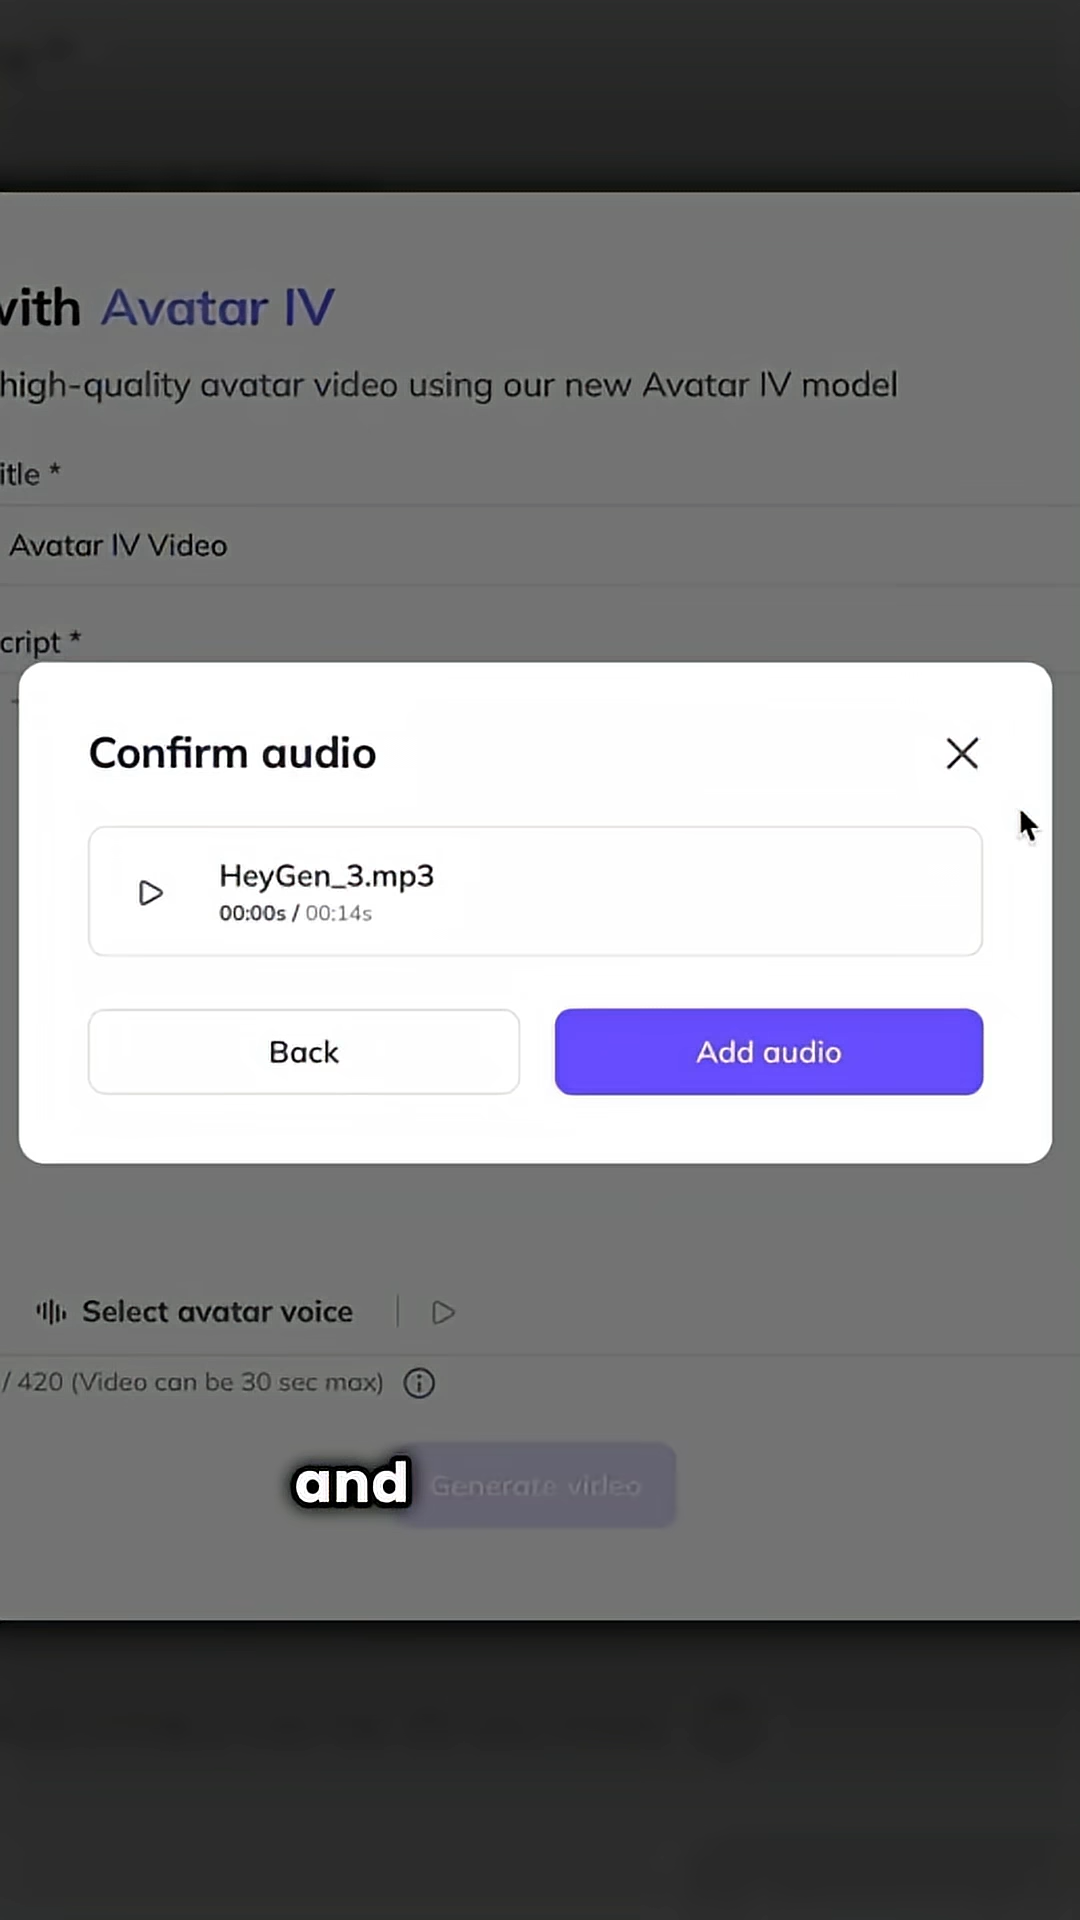 with Avatar IV
high-quality avatar video using our new Avatar IV model
itle *
Avatar IV Video
cript *
Confirm audio
HeyGen_3.mp3
00:00s / 00:14s
Back
Add audio
Select avatar voice
/ 420 (Video can be 30 sec max)
and
Generate video